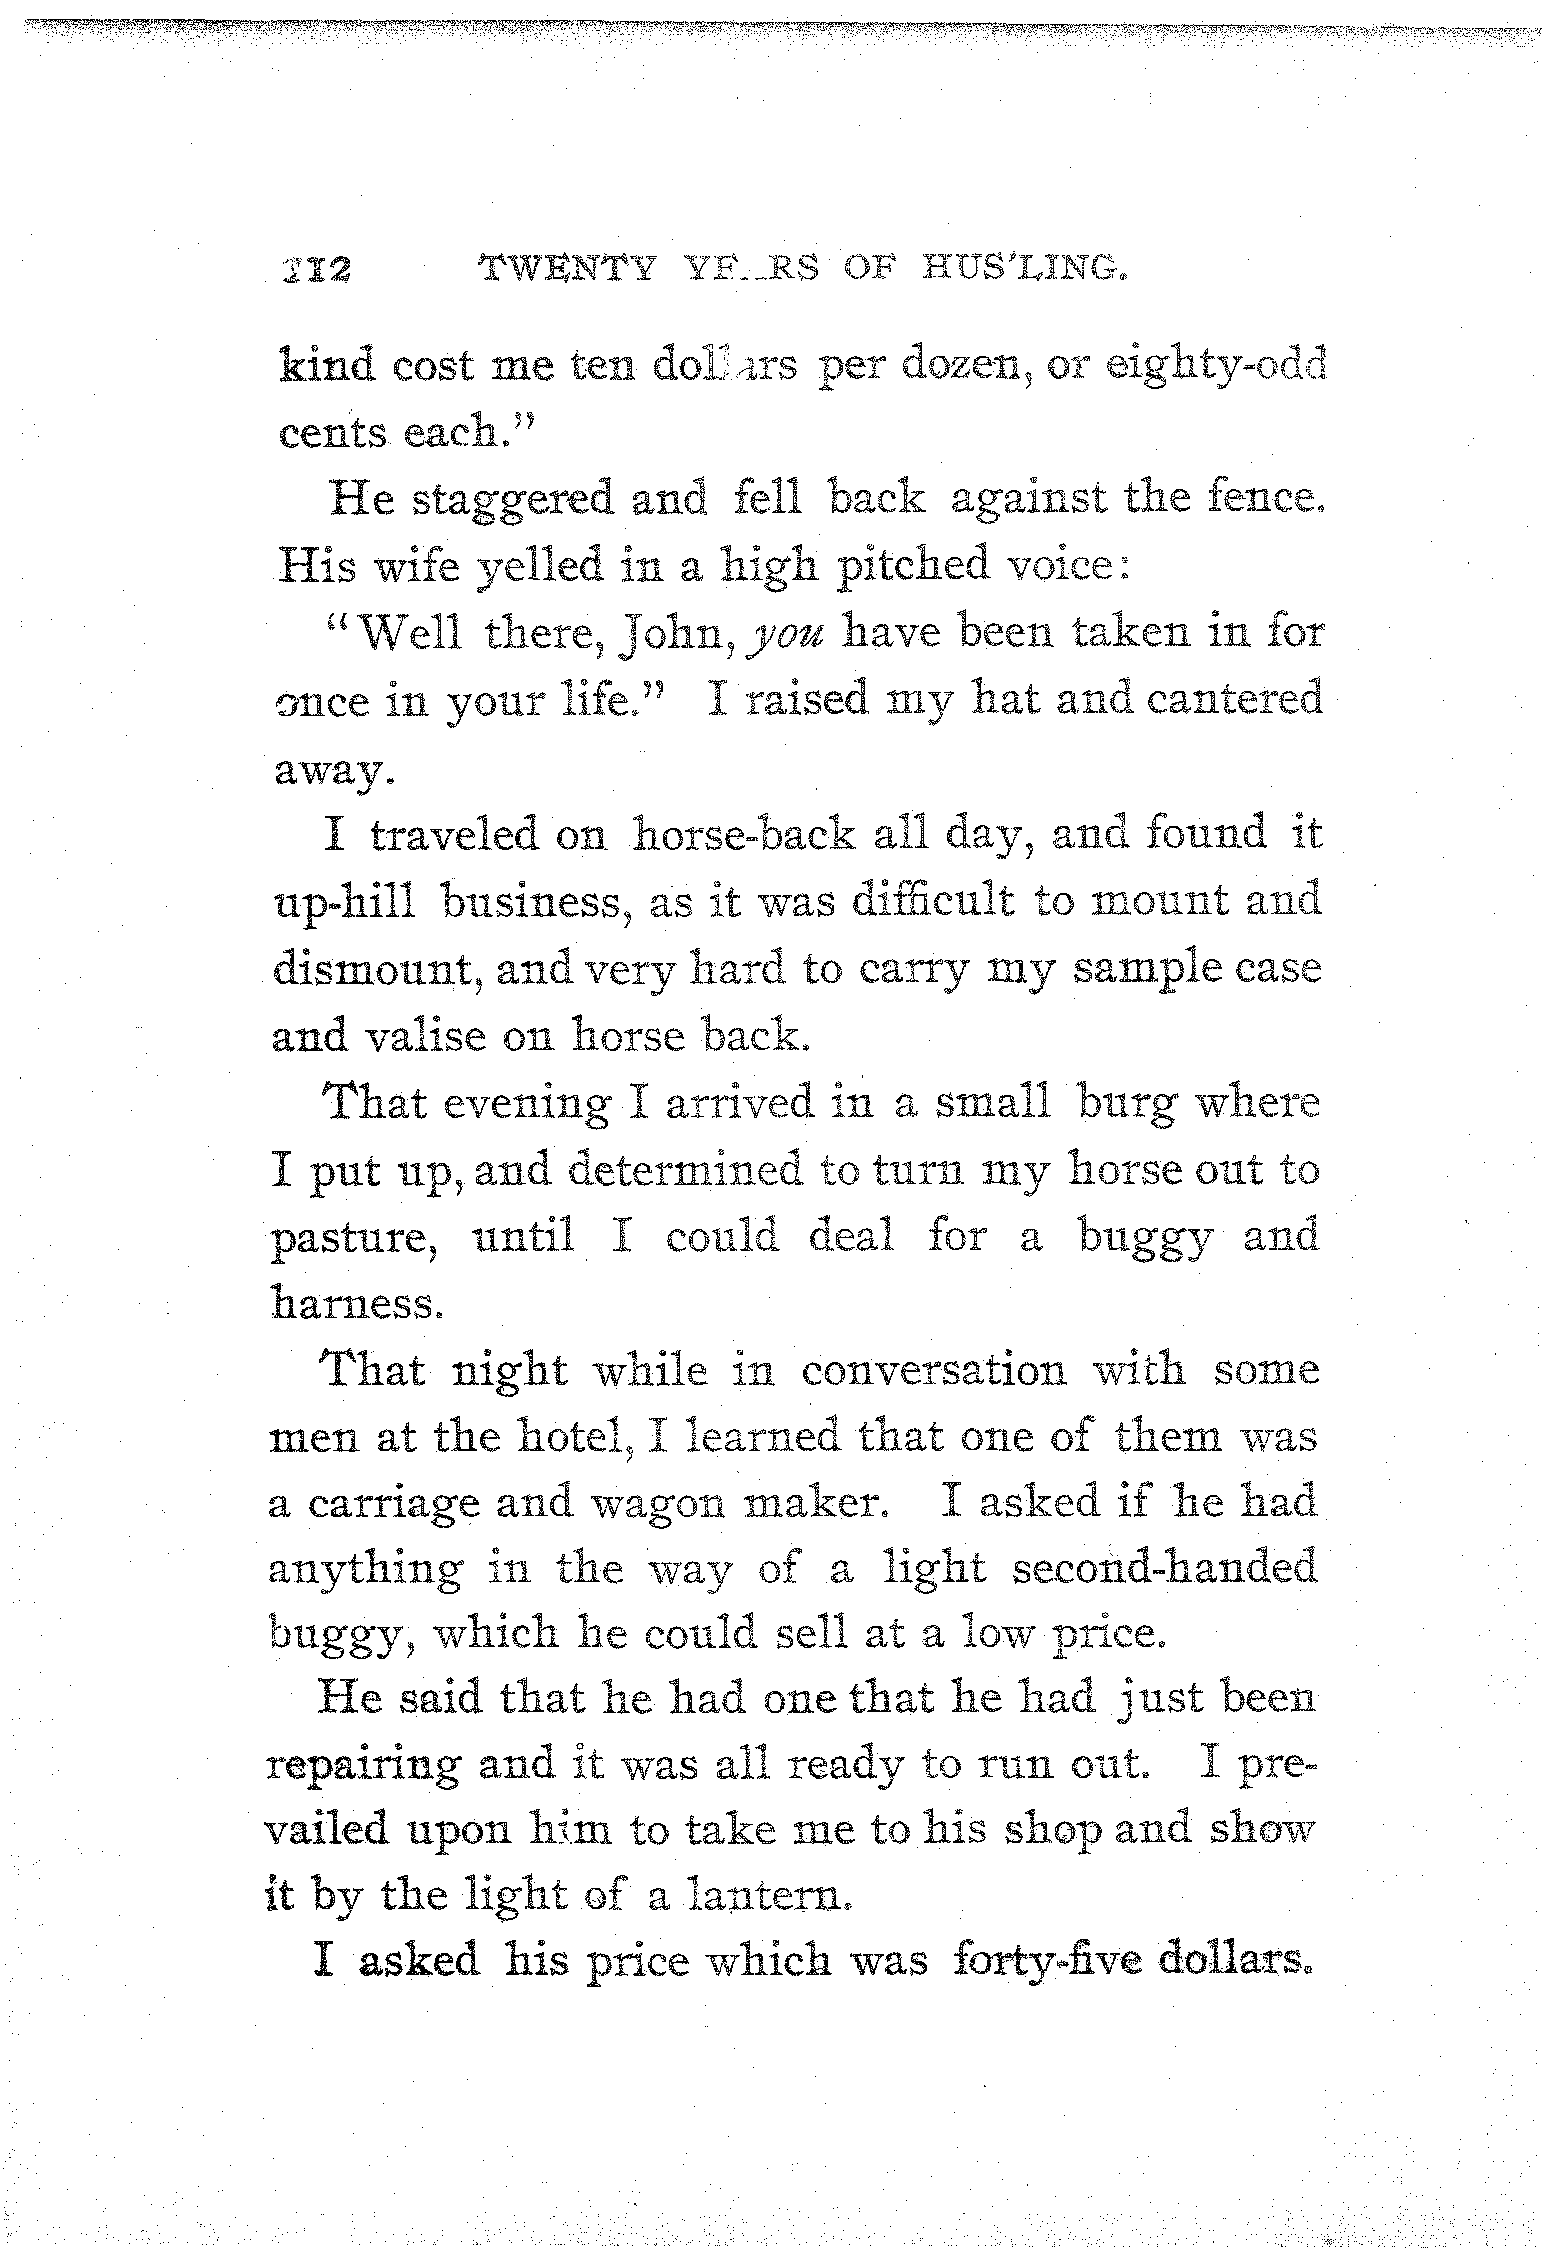 112 TWENTY YEARS OF HUS'LING.
kind cost me ten dollars per dozen, or eighty-odd
cents each."
He staggered and fell back against the fence.
His wife yelled in a high pitched voice:
"Well there, John, you have been taken in for
once in your life." I raised my hat and cantered
away.
I traveled on horse-back all day, and found it
up-hill business, as it was difficult to mount and
dismount, and very hard to carry my sample case
and valise on horse back.
That evening I arrived in a small burg where
I put up, and determined to turn my horse out to
pasture, until I could deal for a buggy and
harness.
That night while in conversation with some
men at the hotel, I learned that one of them was
a carriage and wagon maker. I asked if he had
anything in the way of a light second-handed
buggy, which he could sell at a low price.
He said that he had one that he had just been
repairing and it was all ready to run out. I pre-
vailed upon him to take me to his shop and show
it by the light of a lantern.
I asked his price which was forty-five dollars.